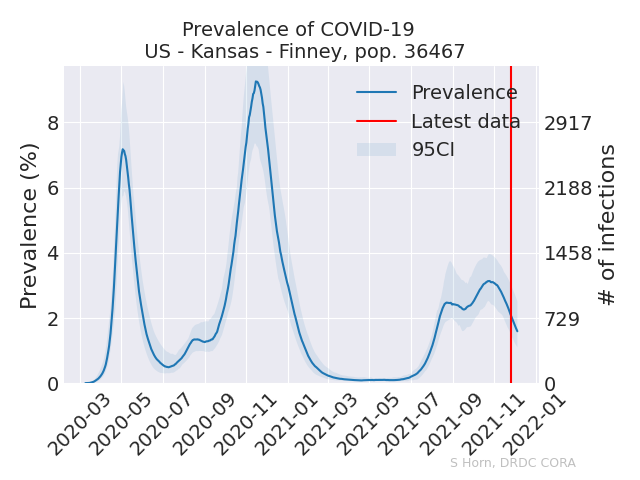 Prevalence of COVID-19
US - Kansas - Finney, pop. 36467
Prevalence
Latest data
95CI
Prevalence (%)
8
6
4
2
0
2917
2188
1458
729
0
# of infections
2020-03
2020-05
2020-07
2020-09
2020-11
2021-01
2021-03
2021-05
2021-07
2021-09
2021-11
2022-01
S Horn, DRDC CORA